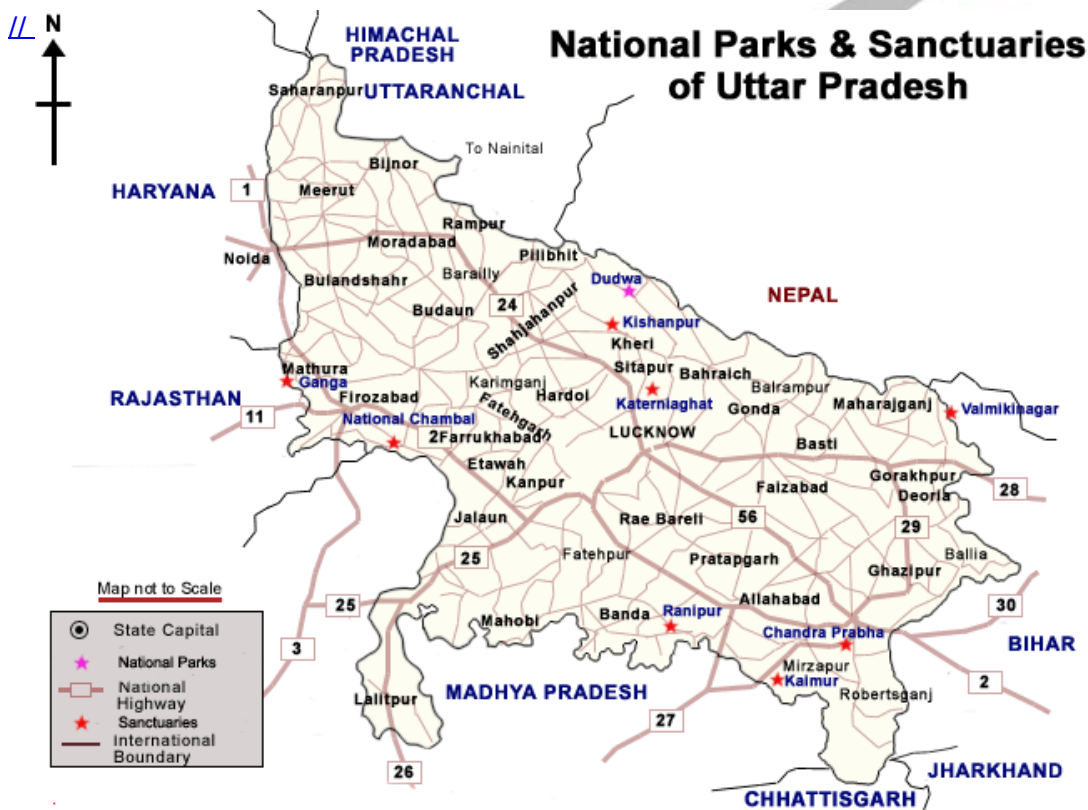 //
N
National Parks & Sanctuaries
of Uttar Pradesh
HIMACHAL
PRADESH
Saharanpur
UTTARANCHAL
To Nainital
Bijnor
HARYANA
1
Meerut
Rampur
Moradabad
Pilibhit
Noida
Barailly
Bulandshahr
Dudwa
NEPAL
Budaun
24
Shahjahanpur
Kishanpur
Kheri
Mathura
Sitapur
Bahraich
Ganga
Karimganj
Balrampur
RAJASTHAN
Firozabad
Hardol
Katerniaghat
Gonda
Maharajganj
Valmikinagar
11
National Chambal
Fatehgarh
2
Farrukhabad
LUCKNOW
Basti
Etawah
Kanpur
Faizabad
Gorakhpur
Deoria
28
Jalaun
Rae Bareli
56
29
25
Fatehpur
Pratapgarh
Ballia
Ghazipur
Map not to Scale
25
Mahobi
Banda
Ranipur
Allahabad
30
State Capital
Chandra Prabha
BIHAR
3
National Parks
Mirzapur
Kaimur
2
National
Highway
Lalitpur
MADHYA PRADESH
Robertsganj
Sanctuaries
27
International
Boundary
26
JHARKHAND
CHHATTISGARH